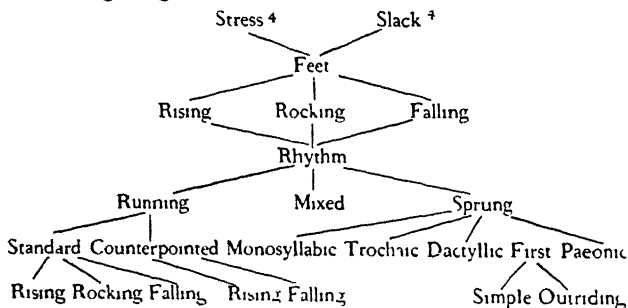 Stress 4 Slack 4
Feet
Rising Rocking Falling
Rhythm
Running Mixed Sprung
Standard Counterpointed Monosyllabic Trochaic Dactyllic First Paeonic
Rising Rocking Falling Rising Falling Simple Outriding